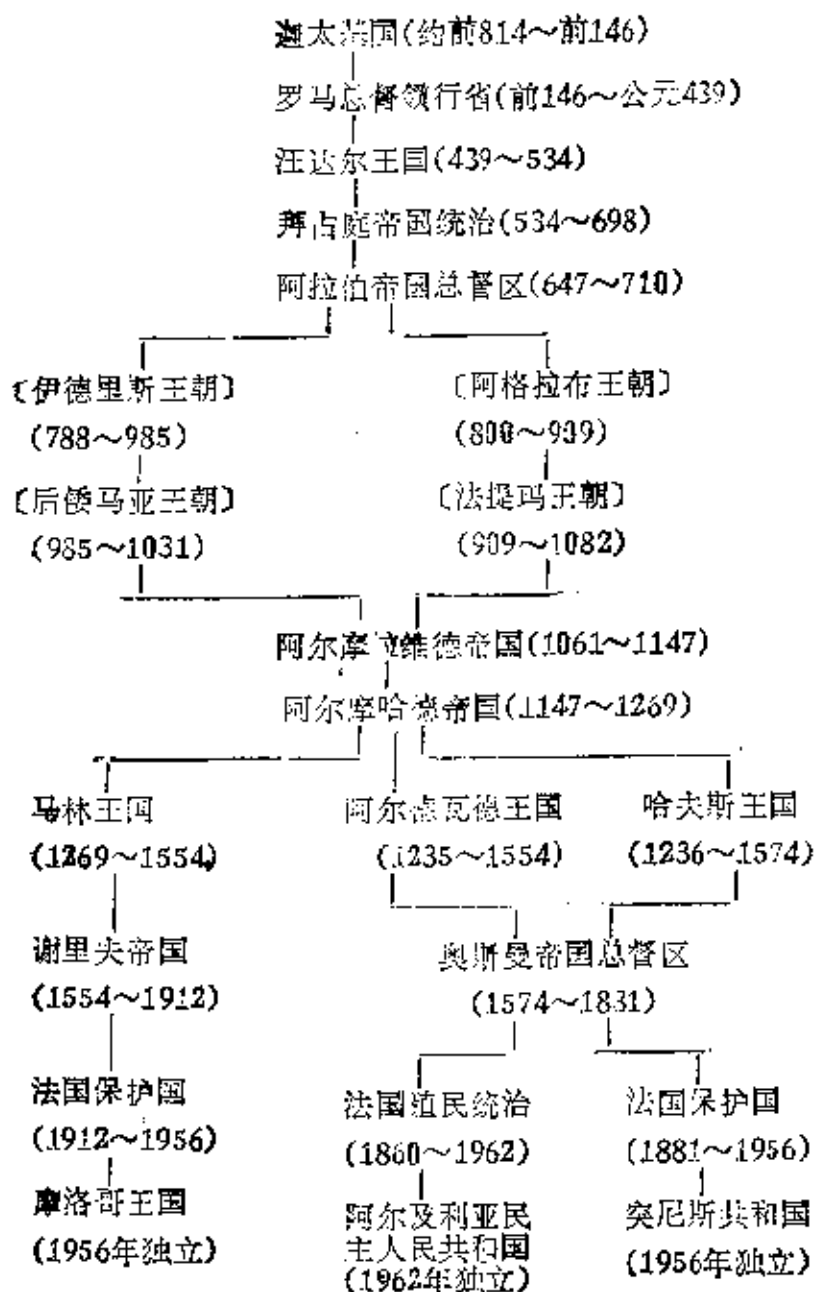 迦太基国(约前814～前146)
罗马总督领行省(前146～公元439)
汪达尔王国(439～534)
拜占庭帝国统治(534～698)
阿拉伯帝国总督区(647～710)
〔伊德里斯王朝〕
〔阿格拉布王朝〕
(788～985)
(800～909)
〔后倭马亚王朝〕
〔法提玛王朝〕
(985～1031)
(909～1082)
阿尔摩拉维德帝国(1061～1147)
阿尔摩哈德帝国(1147～1269)
马林王国
阿尔德瓦德王国
哈夫斯王国
(1269～1554)
(1235～1554)
(1236～1574)
谢里夫帝国
奥斯曼帝国总督区
(1554～1912)
(1574～1881)
法国保护国
法国殖民统治
法国保护国
(1912～1956)
(1860～1962)
(1881～1956)
摩洛哥王国
阿尔及利亚民
突尼斯共和国
(1956年独立)
主人民共和国
(1956年独立)
(1962年独立)